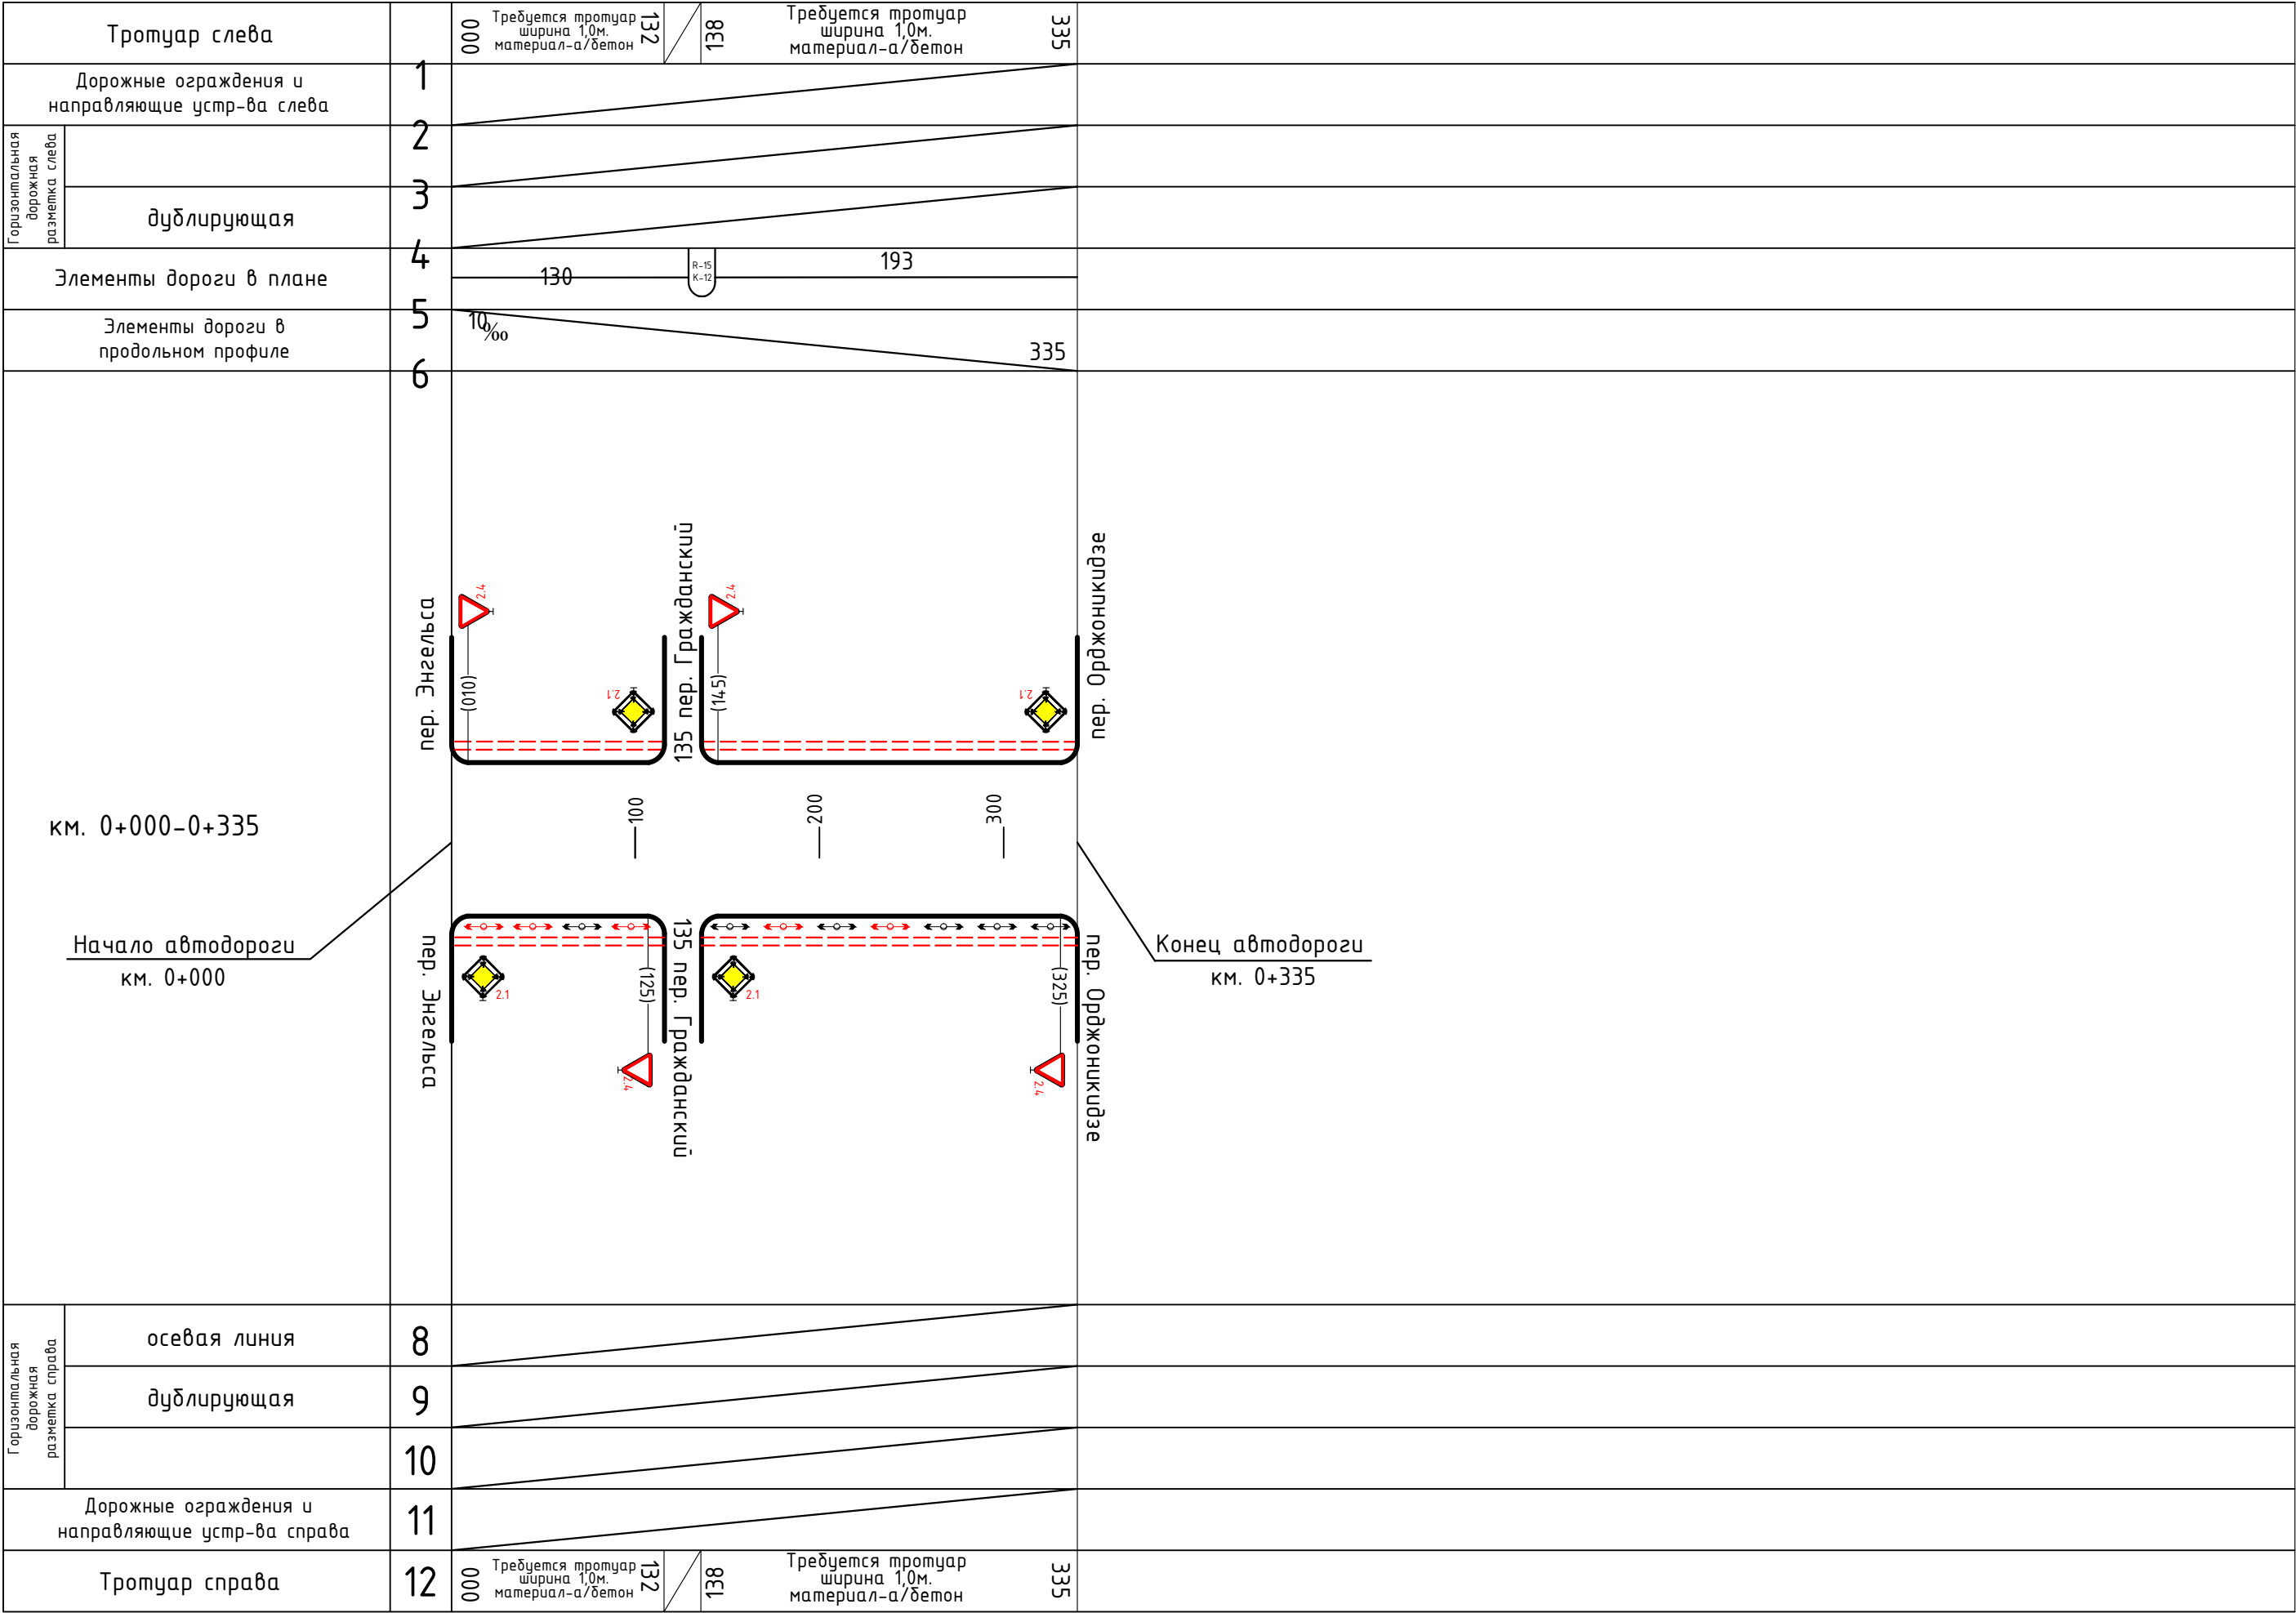 Тротуар слева
000
Требуется тротуар
ширина 1,0м.
материал-а/бетон
132
138
Требуется тротуар
ширина 1,0м.
материал-а/бетон
335
Дорожные ограждения и
направляющие устр-ва слева
1
Горизонтальная
дорожная
разметка слева
2
дублирующая
3
Элементы дороги в плане
4
130
R-15
K-12
193
Элементы дороги в
продольном профиле
5
10‰
335
6
пер. Энгельса
2.4
(010)
2.1
135 пер. Гражданский
2.4
(145)
2.1
пер. Орджоникидзе
км. 0+000-0+335
100
200
300
Начало автодороги
км. 0+000
Конец автодороги
км. 0+335
пер. Энгельса
2.1
(125)
2.4
135 пер. Гражданский
2.1
(325)
2.4
пер. Орджоникидзе
Горизонтальная
дорожная
разметка справа
осевая линия
8
дублирующая
9
10
Дорожные ограждения и
направляющие устр-ва справа
11
Тротуар справа
12
000
Требуется тротуар
ширина 1,0м.
материал-а/бетон
132
138
Требуется тротуар
ширина 1,0м.
материал-а/бетон
335